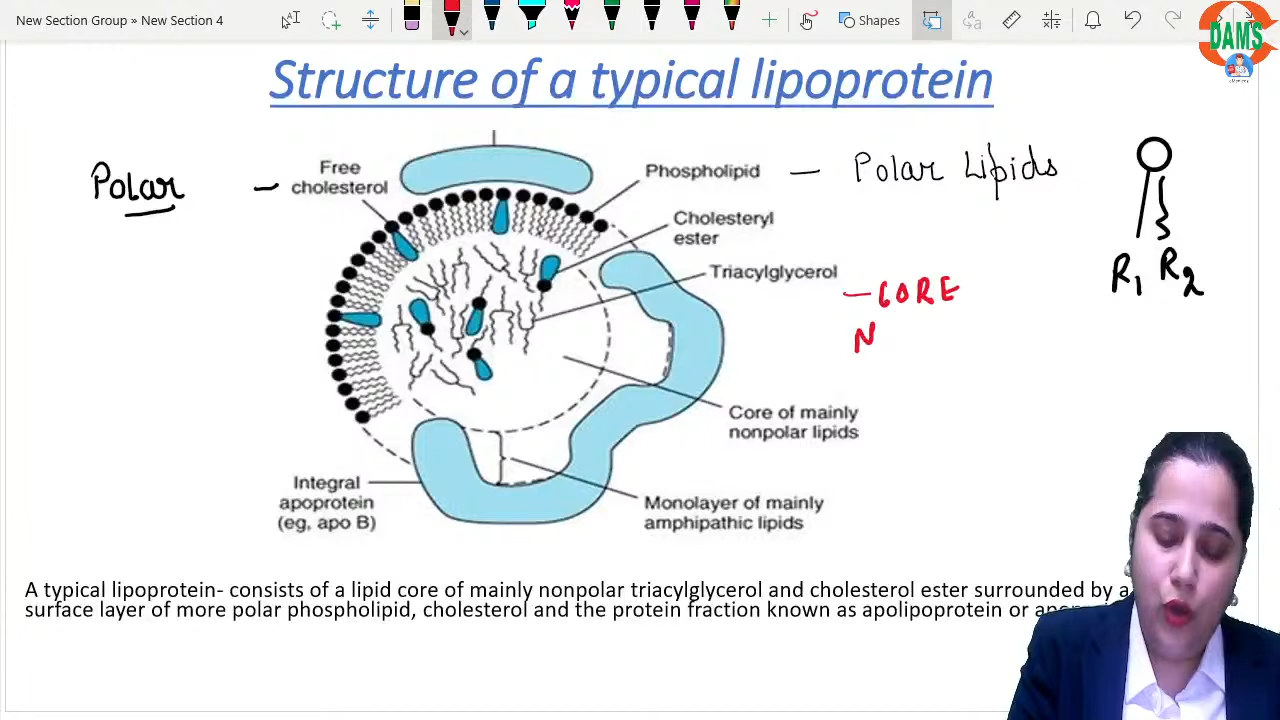 New Section Group » New Section 4
Shapes
DAMS
Structure of a typical lipoprotein
Polar -
Free
cholesterol
Phospholipid
- Polar Lipids
Cholesteryl
ester
Triacylglycerol
- CORE
N
R1 R2
Core of mainly
nonpolar lipids
Integral
apoprotein
(eg, apo B)
Monolayer of mainly
amphipathic lipids
A typical lipoprotein- consists of a lipid core of mainly nonpolar triacylglycerol and cholesterol ester surrounded by a
surface layer of more polar phospholipid, cholesterol and the protein fraction known as apolipoprotein or